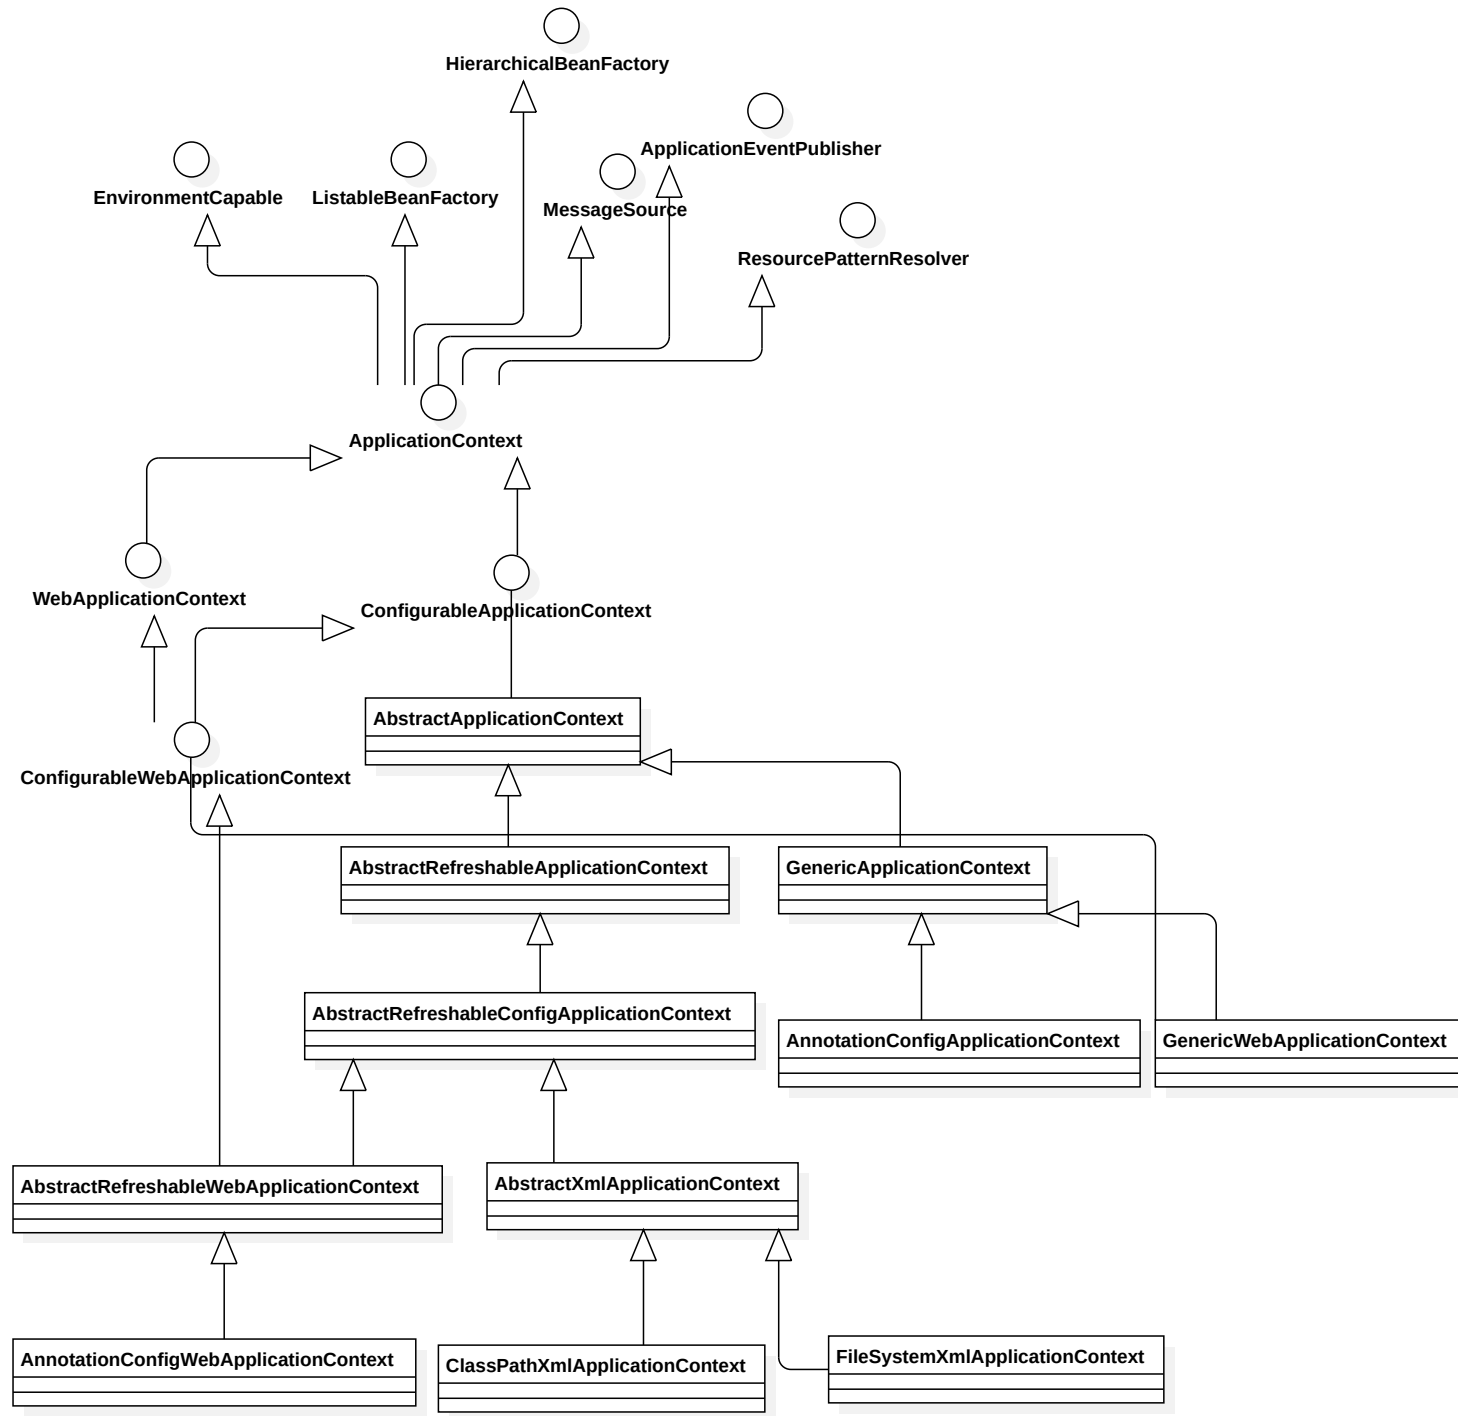 HierarchicalBeanFactory
ApplicationEventPublisher
EnvironmentCapable
ListableBeanFactory
MessageSource
ResourcePatternResolver
ApplicationContext
WebApplicationContext
ConfigurableApplicationContext
AbstractApplicationContext
ConfigurableWebApplicationContext
AbstractRefreshableApplicationContext
GenericApplicationContext
AbstractRefreshableConfigApplicationContext
AnnotationConfigApplicationContext
GenericWebApplicationContext
AbstractRefreshableWebApplicationContext
AbstractXmlApplicationContext
AnnotationConfigWebApplicationContext
ClassPathXmlApplicationContext
FileSystemXmlApplicationContext